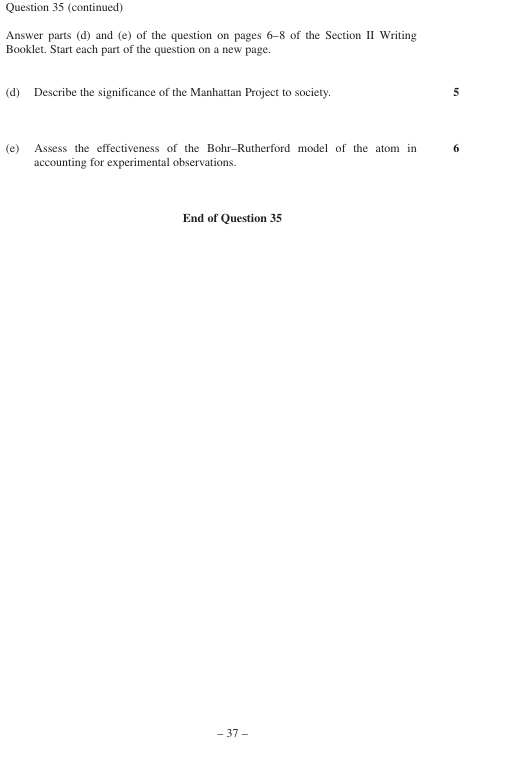 Question 35 (continued)
Answer parts (d) and (e) of the question on pages 6–8 of the Section II Writing
Booklet. Start each part of the question on a new page.
(d) Describe the significance of the Manhattan Project to society. 5
(e) Assess the effectiveness of the Bohr–Rutherford model of the atom in 6
accounting for experimental observations.
End of Question 35
– 37 –